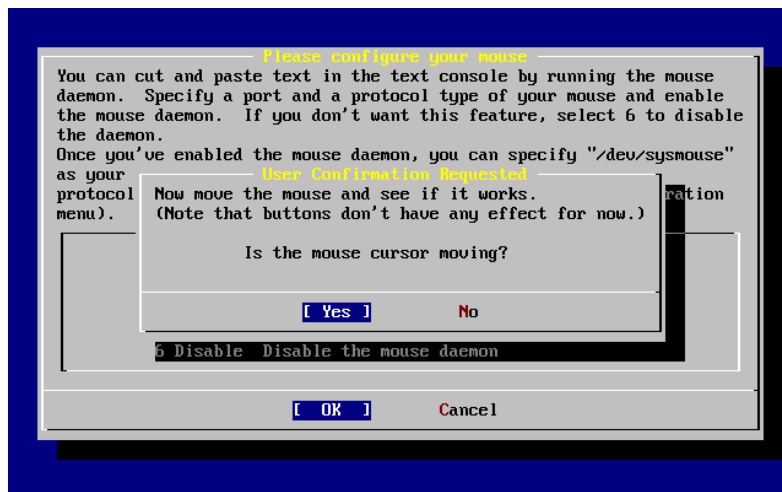 Please configure your mouse
You can cut and paste text in the text console by running the mouse
daemon.  Specify a port and a protocol type of your mouse and enable
the mouse daemon.  If you don't want this feature, select 6 to disable
the daemon.
Once you've enabled the mouse daemon, you can specify "/dev/sysmouse"
as your
User Confirmation Requested
protocol
ration
menu).
Now move the mouse and see if it works.
(Note that buttons don't have any effect for now.)
Is the mouse cursor moving?
[ Yes ]       No
6 Disable  Disable the mouse daemon
[  OK  ]       Cancel